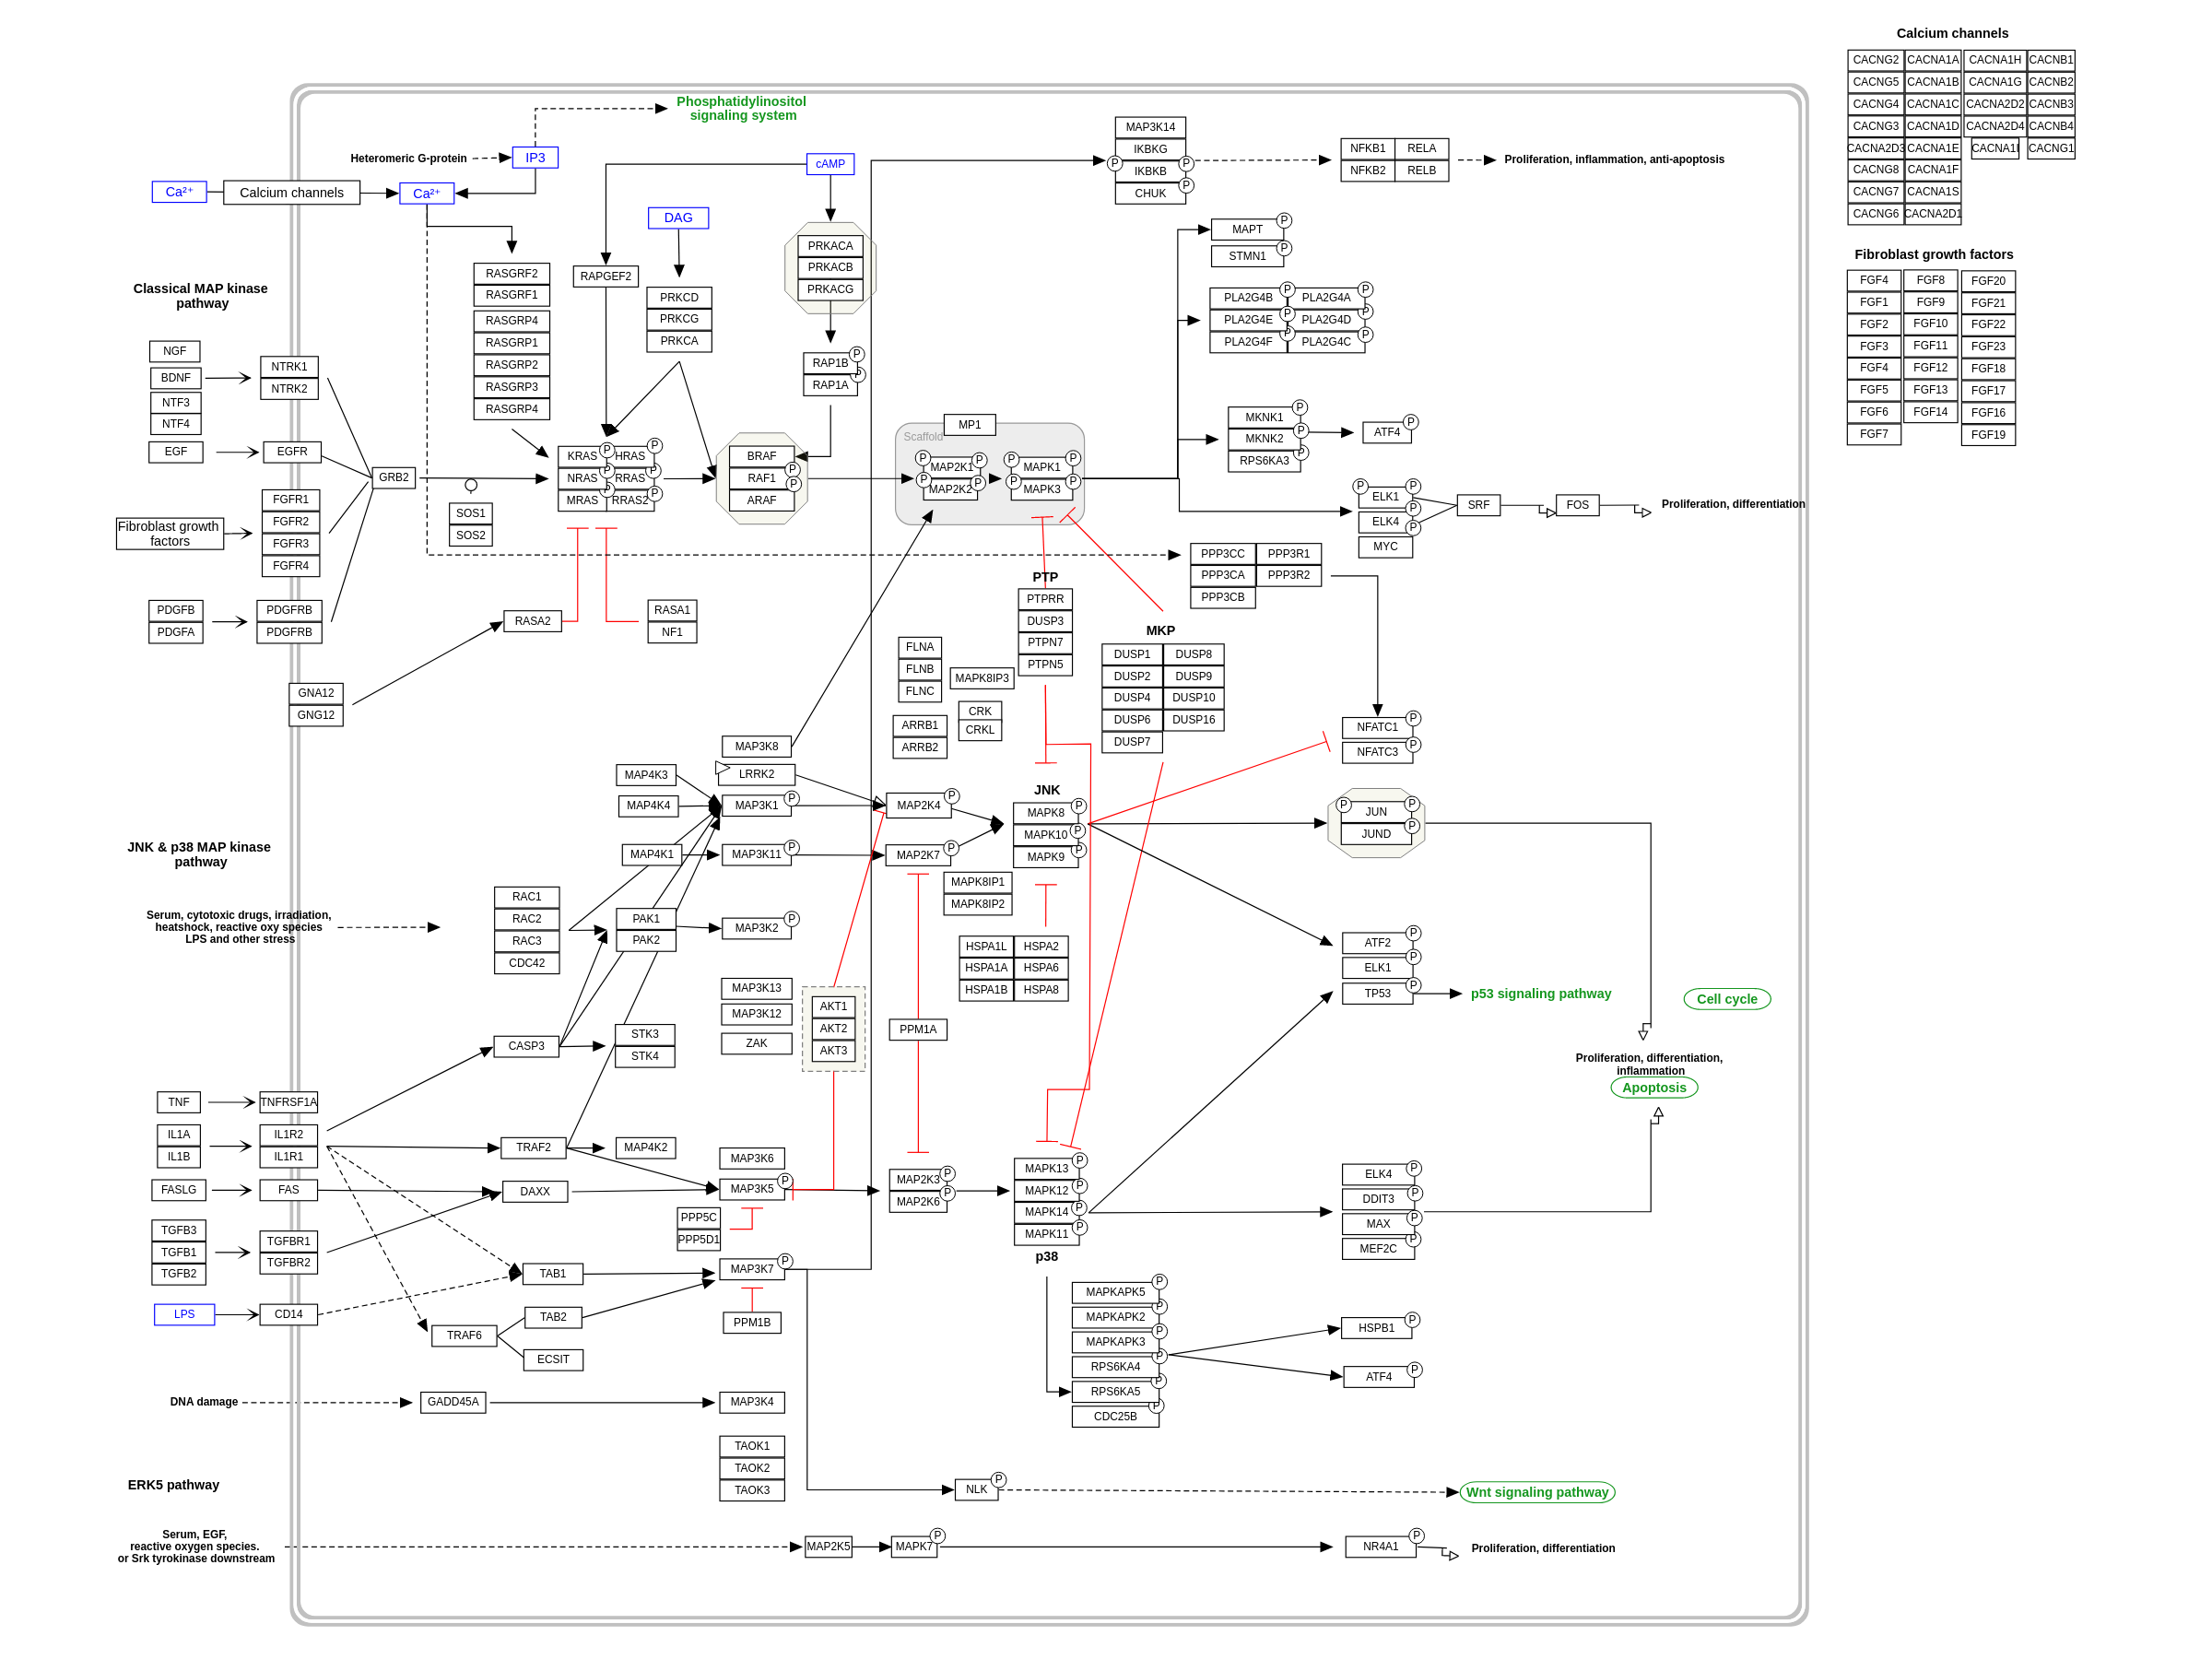 Calcium channels
CACNG2 CACNA1A CACNA1H CACNB1
CACNG5 CACNA1B CACNA1G CACNB2
CACNG4 CACNA1C CACNA2D2 CACNB3
CACNG3 CACNA1D CACNA2D4 CACNB4
CACNA2D3 CACNA1E CACNA1I CACNG1
CACNG8 CACNA1F
CACNG7 CACNA1S
CACNG6 CACNA2D1
Fibroblast growth factors
FGF4 FGF8 FGF20
FGF1 FGF9 FGF21
FGF2 FGF10 FGF22
FGF3 FGF11 FGF23
FGF4 FGF12 FGF18
FGF5 FGF13 FGF17
FGF6 FGF14 FGF16
FGF7 FGF19
Phosphatidylinositol
signaling system
Heteromeric G-protein
IP3
cAMP
Ca²⁺
Calcium channels
Ca²⁺
DAG
MAP3K14
IKBKG
P IKBKB P
CHUK P
NFKB1 RELA
NFKB2 RELB
Proliferation, inflammation, anti-apoptosis
PRKACA
PRKACB
PRKACG
MAPT P
STMN1 P
RASGRF2
RASGRF1
RASGRP4
RASGRP1
RASGRP2
RASGRP3
RASGRP4
RAPGEF2
PRKCD
PRKCG
PRKCA
RAP1B P
RAP1A P
PLA2G4B P PLA2G4A P
PLA2G4E P PLA2G4D P
PLA2G4F P PLA2G4C P
Classical MAP kinase
pathway
NGF
BDNF
NTF3
NTF4
NTRK1
NTRK2
EGF
EGFR
GRB2
FGFR1
FGFR2
FGFR3
FGFR4
Fibroblast growth
factors
PDGFB
PDGFA
PDGFRB
PDGFRB
SOS1
SOS2
KRAS P HRAS P
NRAS P RRAS P
MRAS P RRAS2 P
BRAF
RAF1 P
ARAF P
Scaffold
MP1
P MAP2K1 P
P MAP2K2 P
P MAPK1 P
P MAPK3 P
MKNK1 P
MKNK2 P
RPS6KA3 P
ATF4 P
P ELK1 P
ELK4 P
MYC P
SRF
FOS
Proliferation, differentiation
PPP3CC PPP3R1
PPP3CA PPP3R2
PPP3CB
RASA2
RASA1
NF1
GNA12
GNG12
PTP
PTPRR
DUSP3
PTPN7
PTPN5
MKP
DUSP1 DUSP8
DUSP2 DUSP9
DUSP4 DUSP10
DUSP6 DUSP16
DUSP7
FLNA
FLNB
FLNC
MAPK8IP3
CRK
CRKL
ARRB1
ARRB2
NFATC1 P
NFATC3 P
MAP3K8
LRRK2
MAP4K3
MAP4K4
MAP3K1 P
MAP4K1
MAP3K11 P
MAP2K4 P
MAP2K7 P
JNK
MAPK8 P
MAPK10 P
MAPK9 P
P JUN P
JUND P
JNK & p38 MAP kinase
pathway
MAPK8IP1
MAPK8IP2
Serum, cytotoxic drugs, irradiation,
heatshock, reactive oxy species
LPS and other stress
RAC1
RAC2
RAC3
CDC42
PAK1
PAK2
MAP3K2 P
HSPA1L HSPA2
HSPA1A HSPA6
HSPA1B HSPA8
ATF2 P
ELK1 P
TP53 P
p53 signaling pathway
Cell cycle
MAP3K13
MAP3K12
ZAK
AKT1
AKT2
AKT3
PPM1A
CASP3
STK3
STK4
Proliferation, differentiation,
inflammation
Apoptosis
TNF
TNFRSF1A
IL1A
IL1B
IL1R2
IL1R1
FASLG
FAS
TRAF2
MAP4K2
DAXX
MAP3K6
MAP3K5 P
PPP5C
PPP5D1
MAP2K3 P
MAP2K6 P
MAPK13 P
MAPK12 P
MAPK14 P
MAPK11 P
p38
ELK4 P
DDIT3 P
MAX P
MEF2C P
TGFB3
TGFB1
TGFB2
TGFBR1
TGFBR2
TAB1
MAP3K7 P
LPS
CD14
TRAF6
TAB2
ECSIT
PPM1B
MAPKAPK5 P
MAPKAPK2 P
MAPKAPK3 P
RPS6KA4 P
RPS6KA5 P
CDC25B P
HSPB1 P
ATF4 P
DNA damage
GADD45A
MAP3K4
TAOK1
TAOK2
TAOK3
ERK5 pathway
NLK P
Wnt signaling pathway
Serum, EGF,
reactive oxygen species.
or Srk tyrokinase downstream
MAP2K5
MAPK7 P
NR4A1 P
Proliferation, differentiation